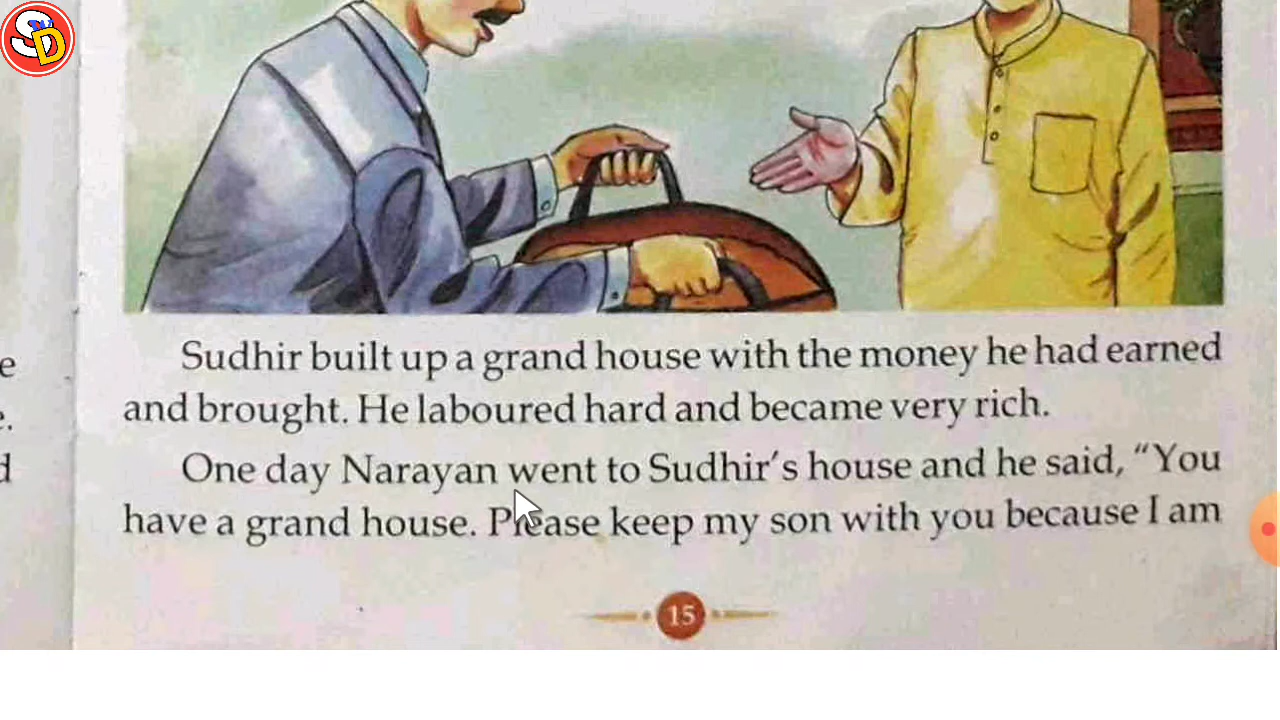 SD
e
Sudhir built up a grand house with the money he had earned
e.
and brought. He laboured hard and became very rich.
d
One day Narayan went to Sudhir's house and he said, "You
have a grand house. Please keep my son with you because I am
15